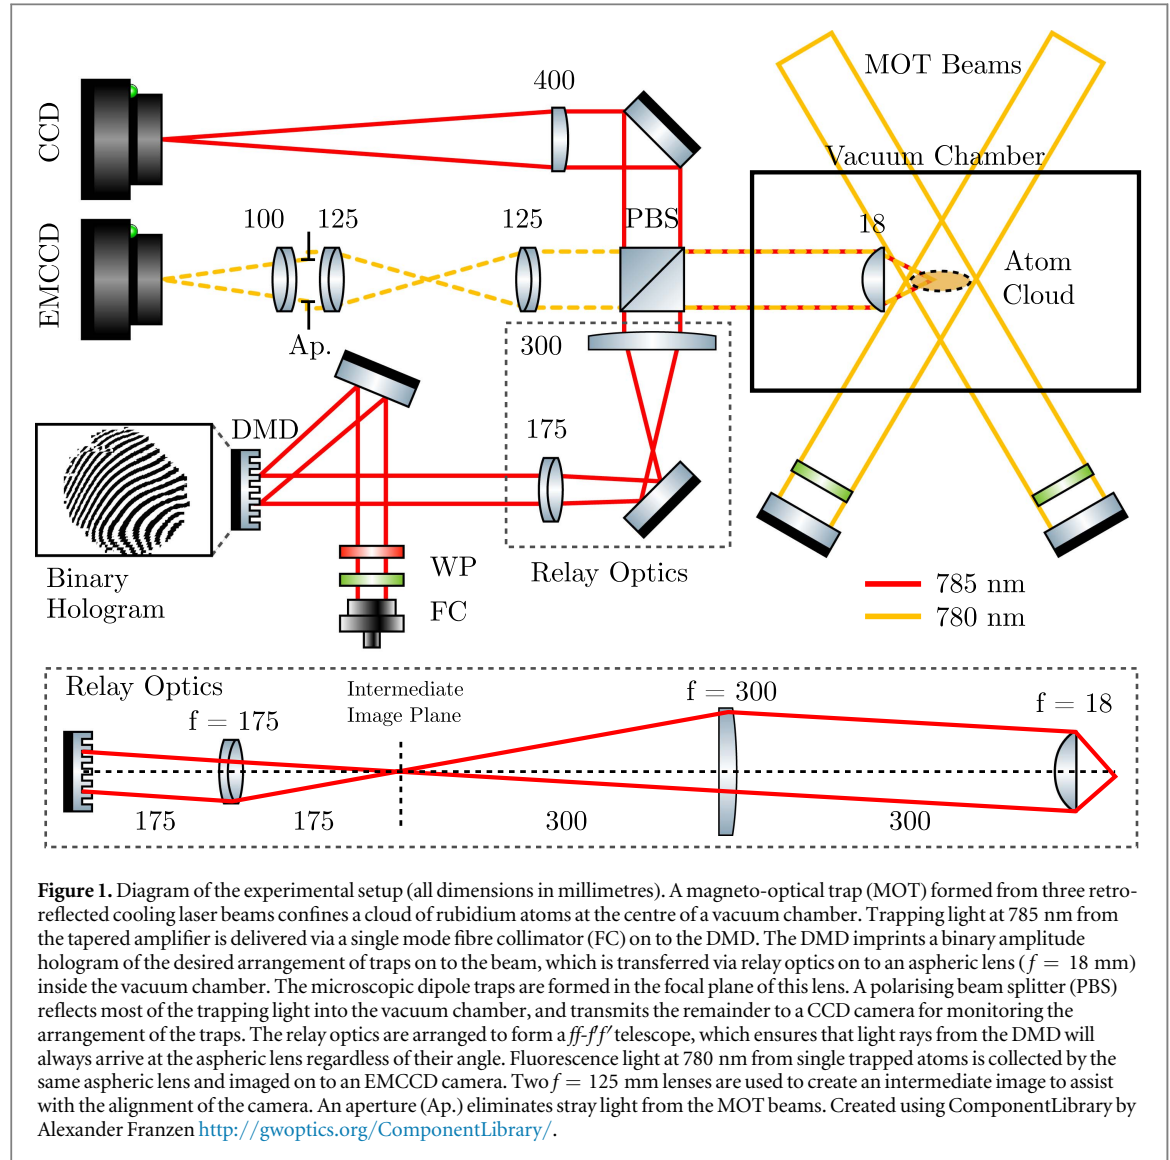 400
MOT Beams
CCD
Vacuum Chamber
100
125
125
PBS
18
EMCCD
Atom
Cloud
Ap.
300
DMD
175
Binary
Hologram
WP
FC
Relay Optics
785 nm
780 nm
Relay Optics
Intermediate
Image Plane
f = 175
f = 300
f = 18
175
175
300
300
Figure 1. Diagram of the experimental setup (all dimensions in millimetres). A magneto-optical trap (MOT) formed from three retro-
reflected cooling laser beams confines a cloud of rubidium atoms at the centre of a vacuum chamber. Trapping light at 785 nm from
the tapered amplifier is delivered via a single mode fibre collimator (FC) on to the DMD. The DMD imprints a binary amplitude
hologram of the desired arrangement of traps on to the beam, which is transferred via relay optics on to an aspheric lens (f = 18 mm)
inside the vacuum chamber. The microscopic dipole traps are formed in the focal plane of this lens. A polarising beam splitter (PBS)
reflects most of the trapping light into the vacuum chamber, and transmits the remainder to a CCD camera for monitoring the
arrangement of the traps. The relay optics are arranged to form a ff-f′f′ telescope, which ensures that light rays from the DMD will
always arrive at the aspheric lens regardless of their angle. Fluorescence light at 780 nm from single trapped atoms is collected by the
same aspheric lens and imaged on to an EMCCD camera. Two f = 125 mm lenses are used to create an intermediate image to assist
with the alignment of the camera. An aperture (Ap.) eliminates stray light from the MOT beams. Created using ComponentLibrary by
Alexander Franzen http://gwoptics.org/ComponentLibrary/.